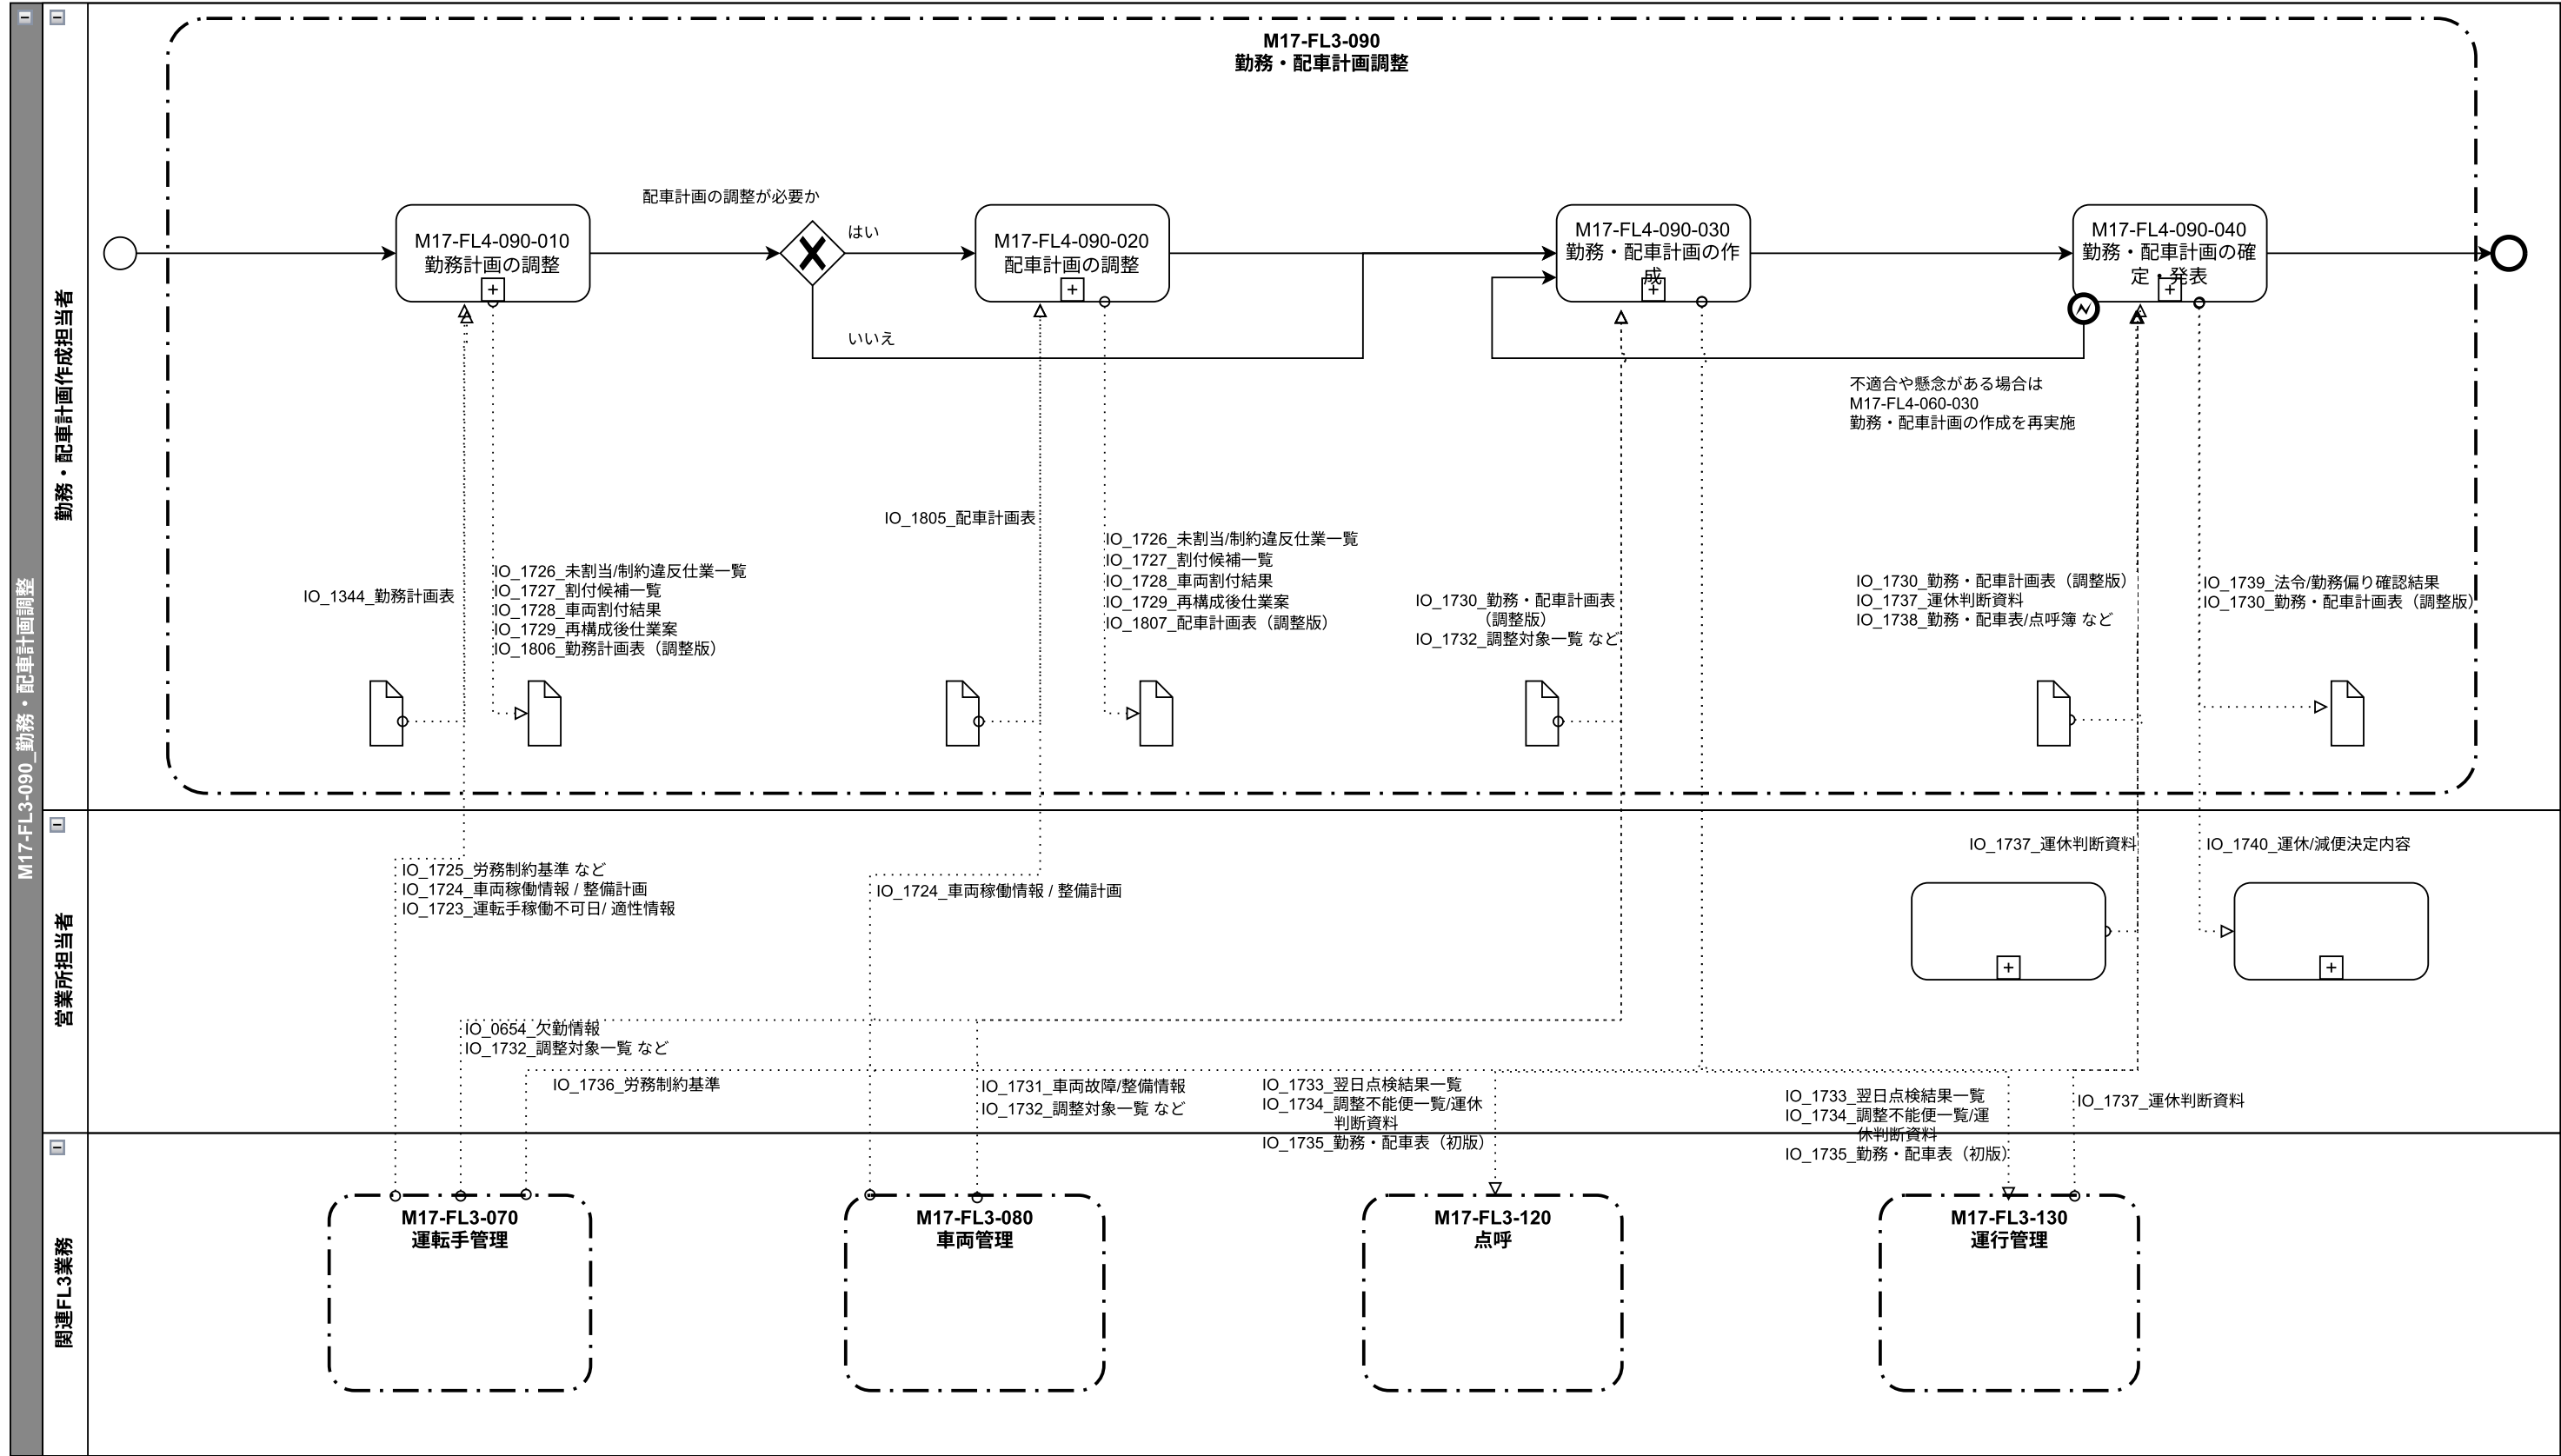 M17-FL3-090_勤務・配車計画調整
勤務・配車計画作成担当者
M17-FL3-090
勤務・配車計画調整
M17-FL4-090-010
勤務計画の調整
配車計画の調整が必要か
はい
いいえ
M17-FL4-090-020
配車計画の調整
M17-FL4-090-030
勤務・配車計画の作
成
M17-FL4-090-040
勤務・配車計画の確
定・発表
不適合や懸念がある場合は
M17-FL4-060-030
勤務・配車計画の作成を再実施
IO_1344_勤務計画表
IO_1726_未割当/制約違反仕業一覧
IO_1727_割付候補一覧
IO_1728_車両割付結果
IO_1729_再構成後仕業案
IO_1806_勤務計画表（調整版）
IO_1805_配車計画表
IO_1726_未割当/制約違反仕業一覧
IO_1727_割付候補一覧
IO_1728_車両割付結果
IO_1729_再構成後仕業案
IO_1807_配車計画表（調整版）
IO_1730_勤務・配車計画表
（調整版）
IO_1732_調整対象一覧 など
IO_1730_勤務・配車計画表（調整版）
IO_1737_運休判断資料
IO_1738_勤務・配車表/点呼簿 など
IO_1739_法令/勤務偏り確認結果
IO_1730_勤務・配車計画表（調整版）
営業所担当者
IO_1725_労務制約基準 など
IO_1724_車両稼働情報 / 整備計画
IO_1723_運転手稼働不可日/ 適性情報
IO_1724_車両稼働情報 / 整備計画
IO_1737_運休判断資料
IO_1740_運休/減便決定内容
IO_0654_欠勤情報
IO_1732_調整対象一覧 など
IO_1736_労務制約基準
IO_1731_車両故障/整備情報
IO_1732_調整対象一覧 など
IO_1733_翌日点検結果一覧
IO_1734_調整不能便一覧/運休
判断資料
IO_1735_勤務・配車表（初版）
IO_1733_翌日点検結果一覧
IO_1734_調整不能便一覧/運
休判断資料
IO_1735_勤務・配車表（初版）
IO_1737_運休判断資料
関連FL3業務
M17-FL3-070
運転手管理
M17-FL3-080
車両管理
M17-FL3-120
点呼
M17-FL3-130
運行管理